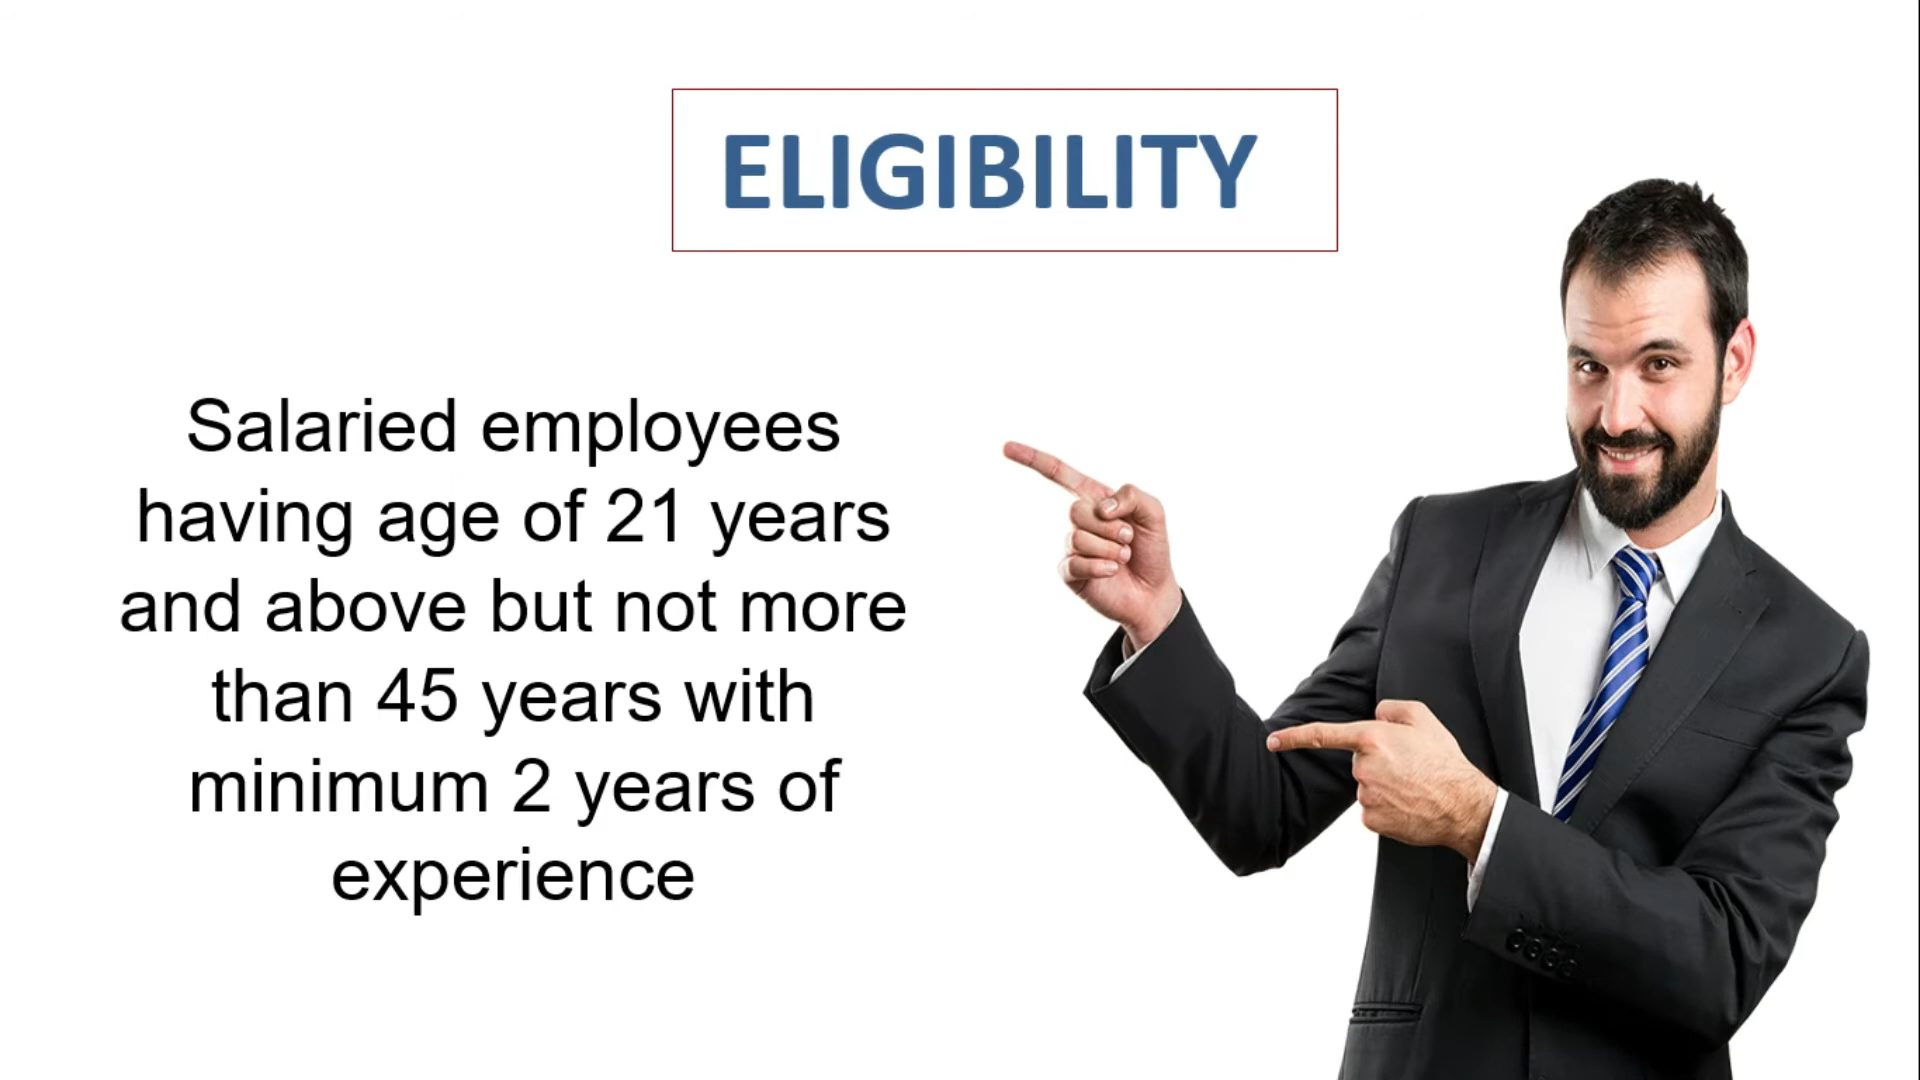 ELIGIBILITY
Salaried employees
having age of 21 years
and above but not more
than 45 years with
minimum 2 years of
experience